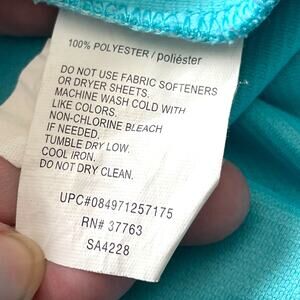 100% POLYESTER / poliéster
DO NOT USE FABRIC SOFTENERS
OR DRYER SHEETS.
MACHINE WASH COLD WITH
LIKE COLORS.
NON-CHLORINE BLEACH
IF NEEDED.
TUMBLE DRY LOW.
COOL IRON.
DO NOT DRY CLEAN.
UPC#084971257175
RN# 37763
SA4228